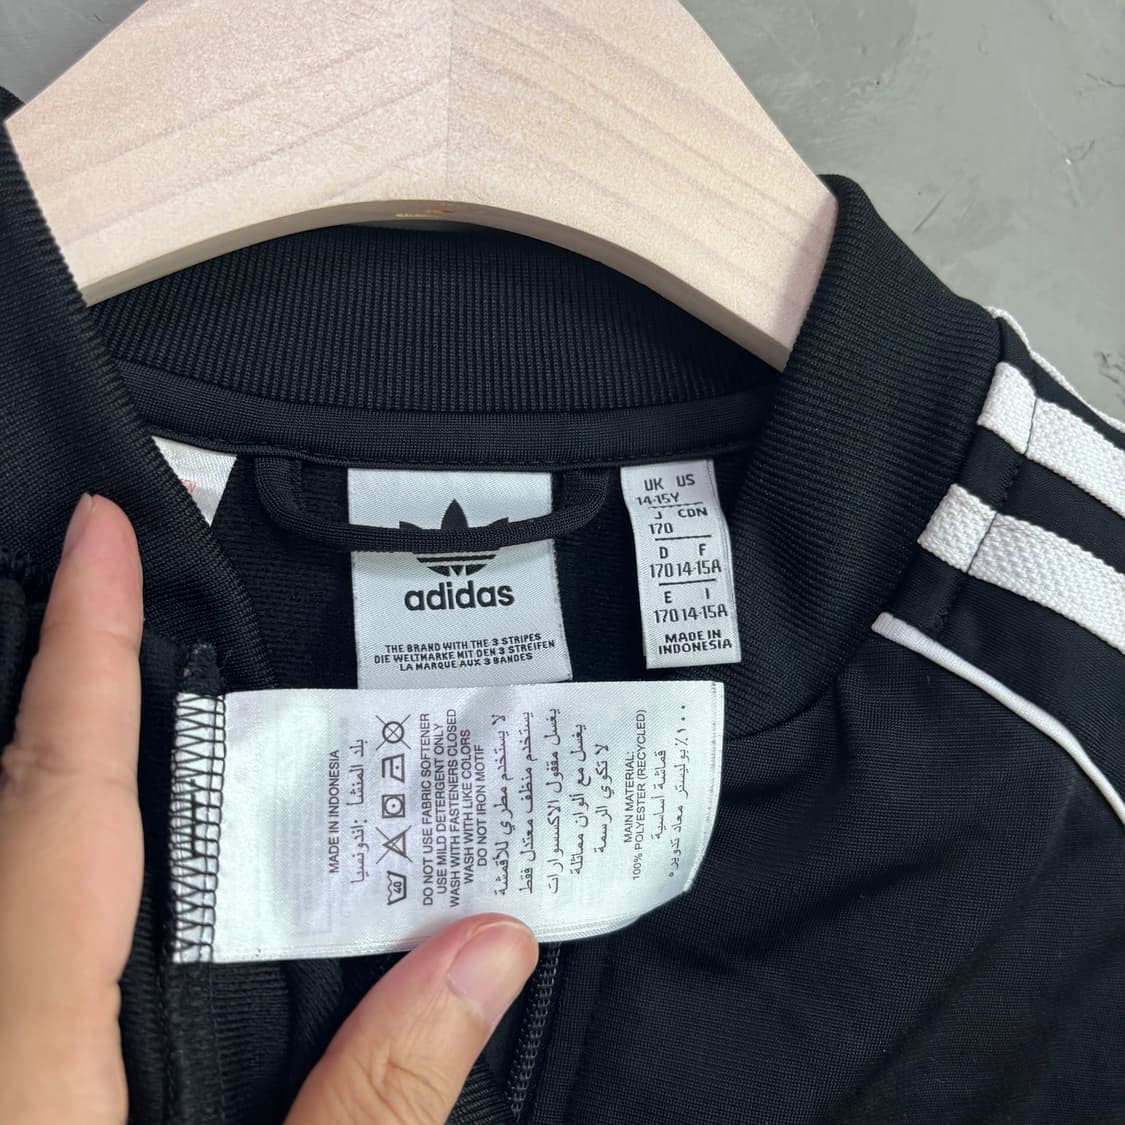 adidas
THE BRAND WITH THE 3 STRIPES
DIE WELTMARKE MIT DEN 3 STREIFEN
LA MARQUE AUX 3 BANDES
UK US
14-15Y
J CDN
170
D F
170 14-15A
E I
170 14-15A
MADE IN
INDONESIA
MADE IN INDONESIA
بلد المنشأ :اندونسيا
40
DO NOT USE FABRIC SOFTENER
USE MILD DETERGENT ONLY
WASH WITH FASTENERS CLOSED
WASH WITH LIKE COLORS
DO NOT IRON MOTIF
لا يستخدم مطري للأقمشة
يستخدم منظف معتدل فقط
يغسل مقفول الاكسسوارات
يغسل مع ألوان مماثلة
لا تكوي الرسمة
MAIN MATERIAL:
100% POLYESTER (RECYCLED)
قماشة أساسية
١٠٠٪ بوليستر معاد تدويره